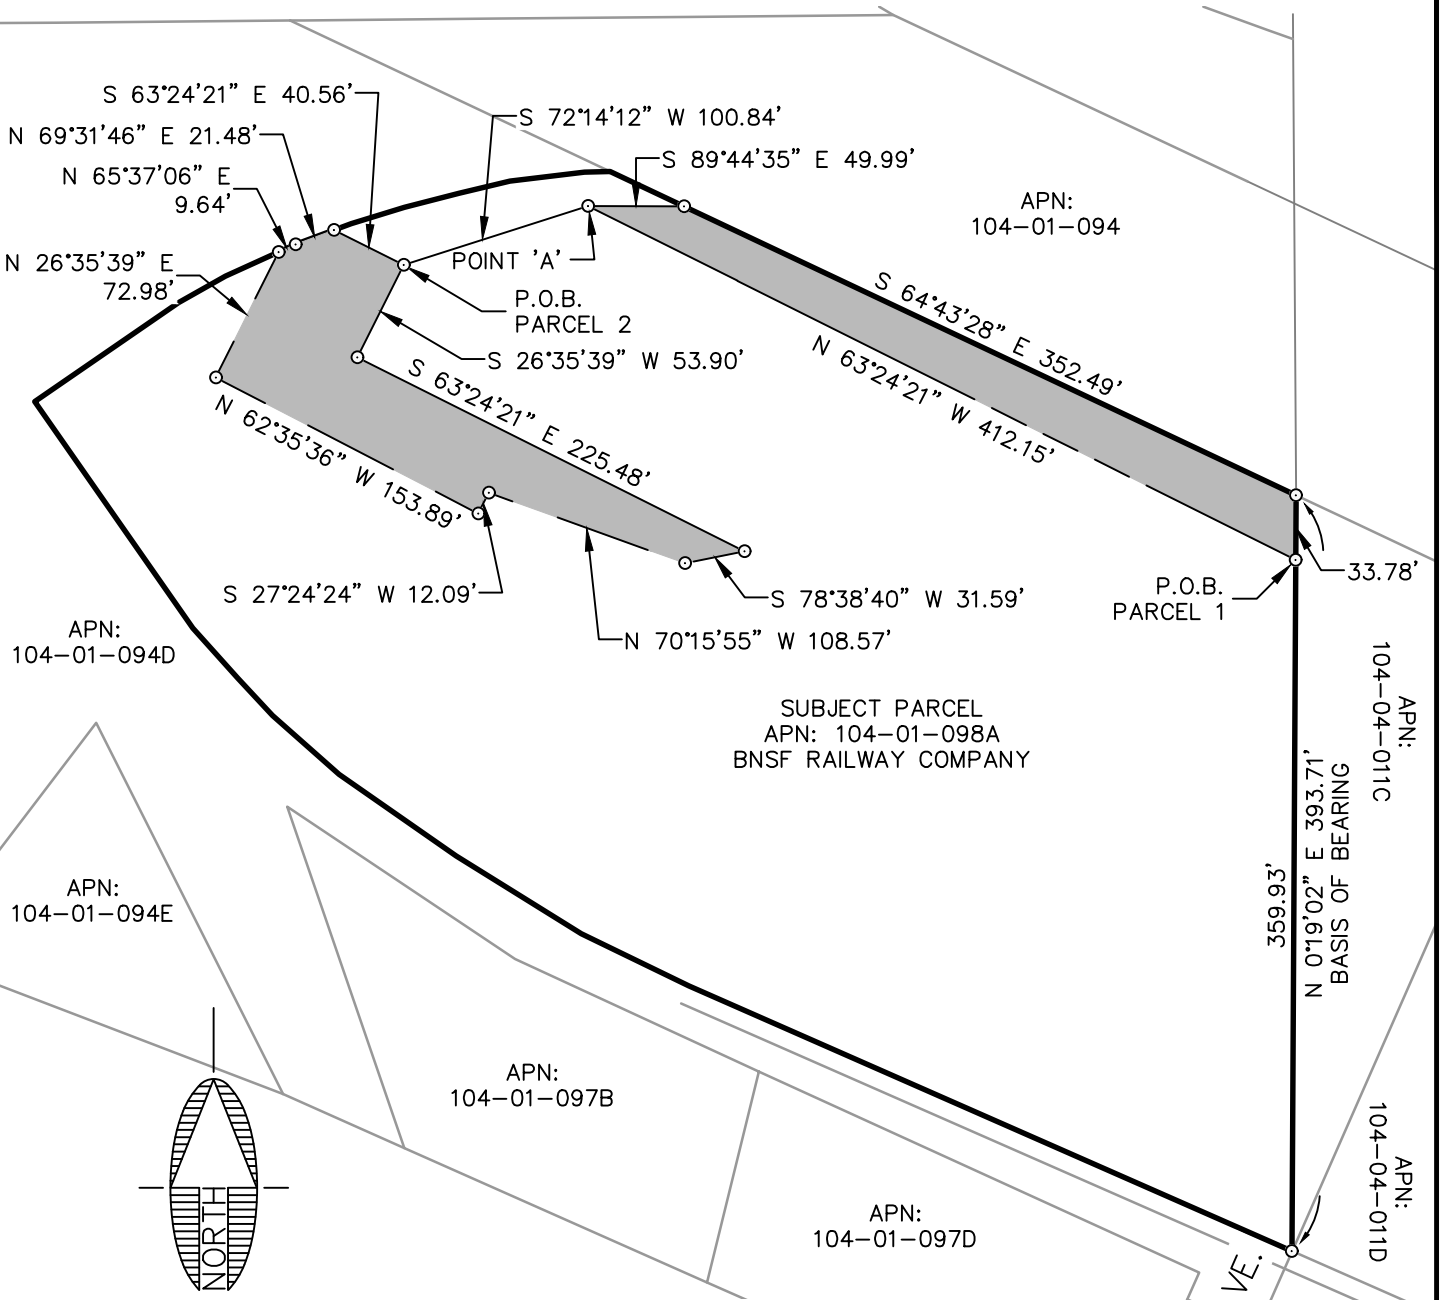 S 63°24'21" E 40.56'
S 72°14'12" W 100.84'
N 69°31'46" E 21.48'
S 89°44'35" E 49.99'
N 65°37'06" E
9.64'
APN:
104-01-094
N 26°35'39" E
72.98'
POINT 'A'
P.O.B.
PARCEL 2
S 64°43'28" E 352.49'
N 63°24'21" W 412.15'
S 26°35'39" W 53.90'
S 63°24'21" E 225.48'
N 62°35'36" W 153.89'
33.78'
P.O.B.
PARCEL 1
S 27°24'24" W 12.09'
S 78°38'40" W 31.59'
N 70°15'55" W 108.57'
APN:
104-01-094D
APN:
104-04-011C
SUBJECT PARCEL
APN: 104-01-098A
BNSF RAILWAY COMPANY
359.93'
N 0°19'02" E 393.71'
BASIS OF BEARING
APN:
104-01-094E
APN:
104-01-097B
APN:
104-04-011D
APN:
104-01-097D
NORTH
VE.